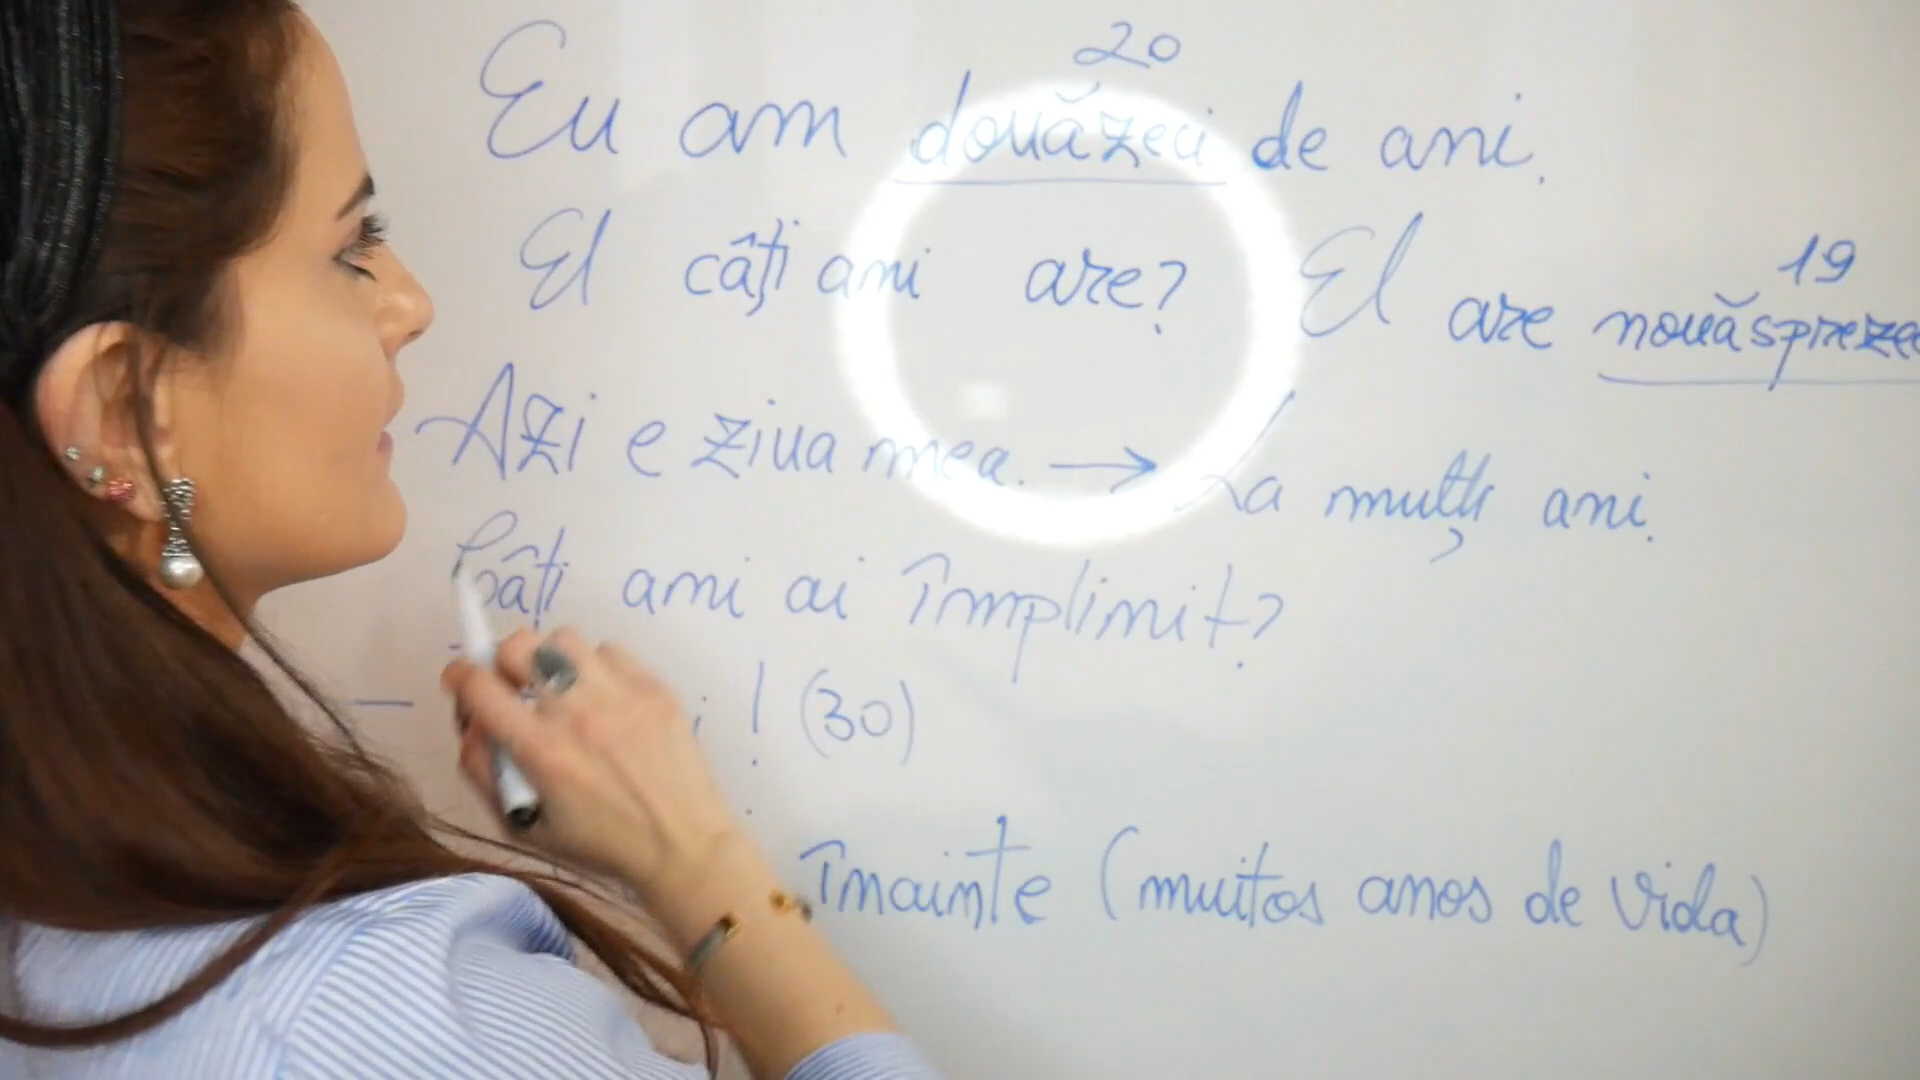 20
Eu am douăzeci de ani.
El câți ani are? El are
19
Azi e ziua mea. → La mulți ani.
Câți ani ai împlinit?
— ! (30)
înainte (muitos anos de vida)